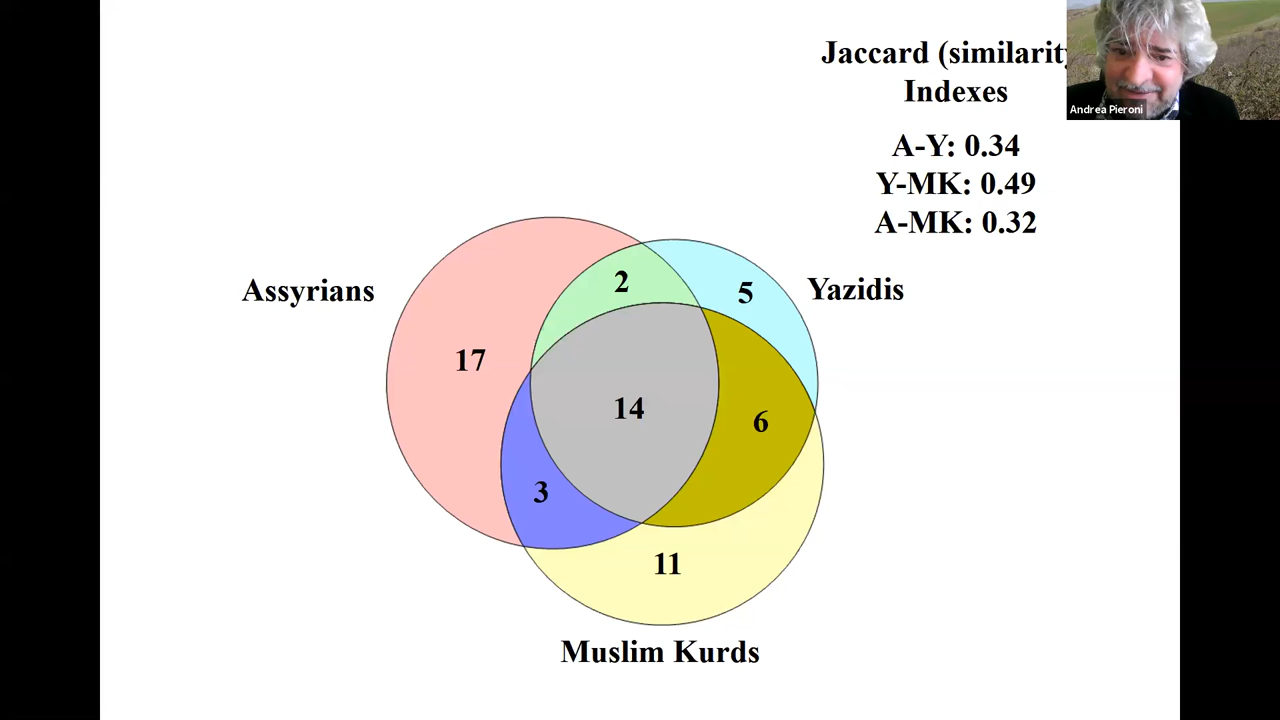 Jaccard (similarity
Indexes
Andrea Pieroni
A-Y: 0.34
Y-MK: 0.49
A-MK: 0.32
Assyrians
2
5
Yazidis
17
14
6
3
11
Muslim Kurds